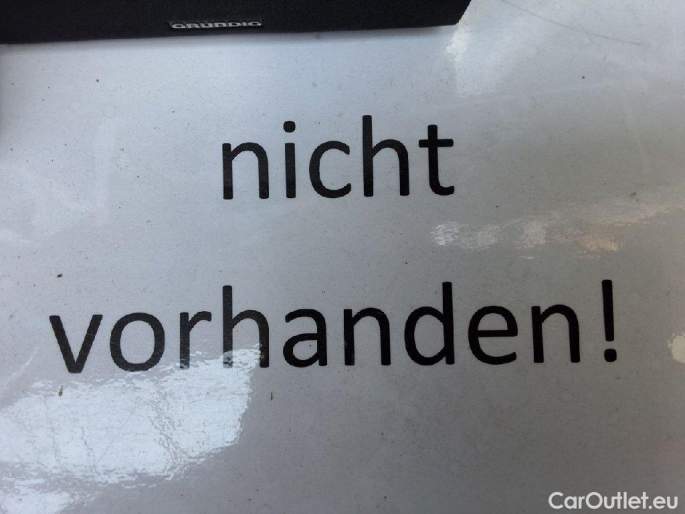 GRUNDIG
nicht
vorhanden!
CarOutlet.eu